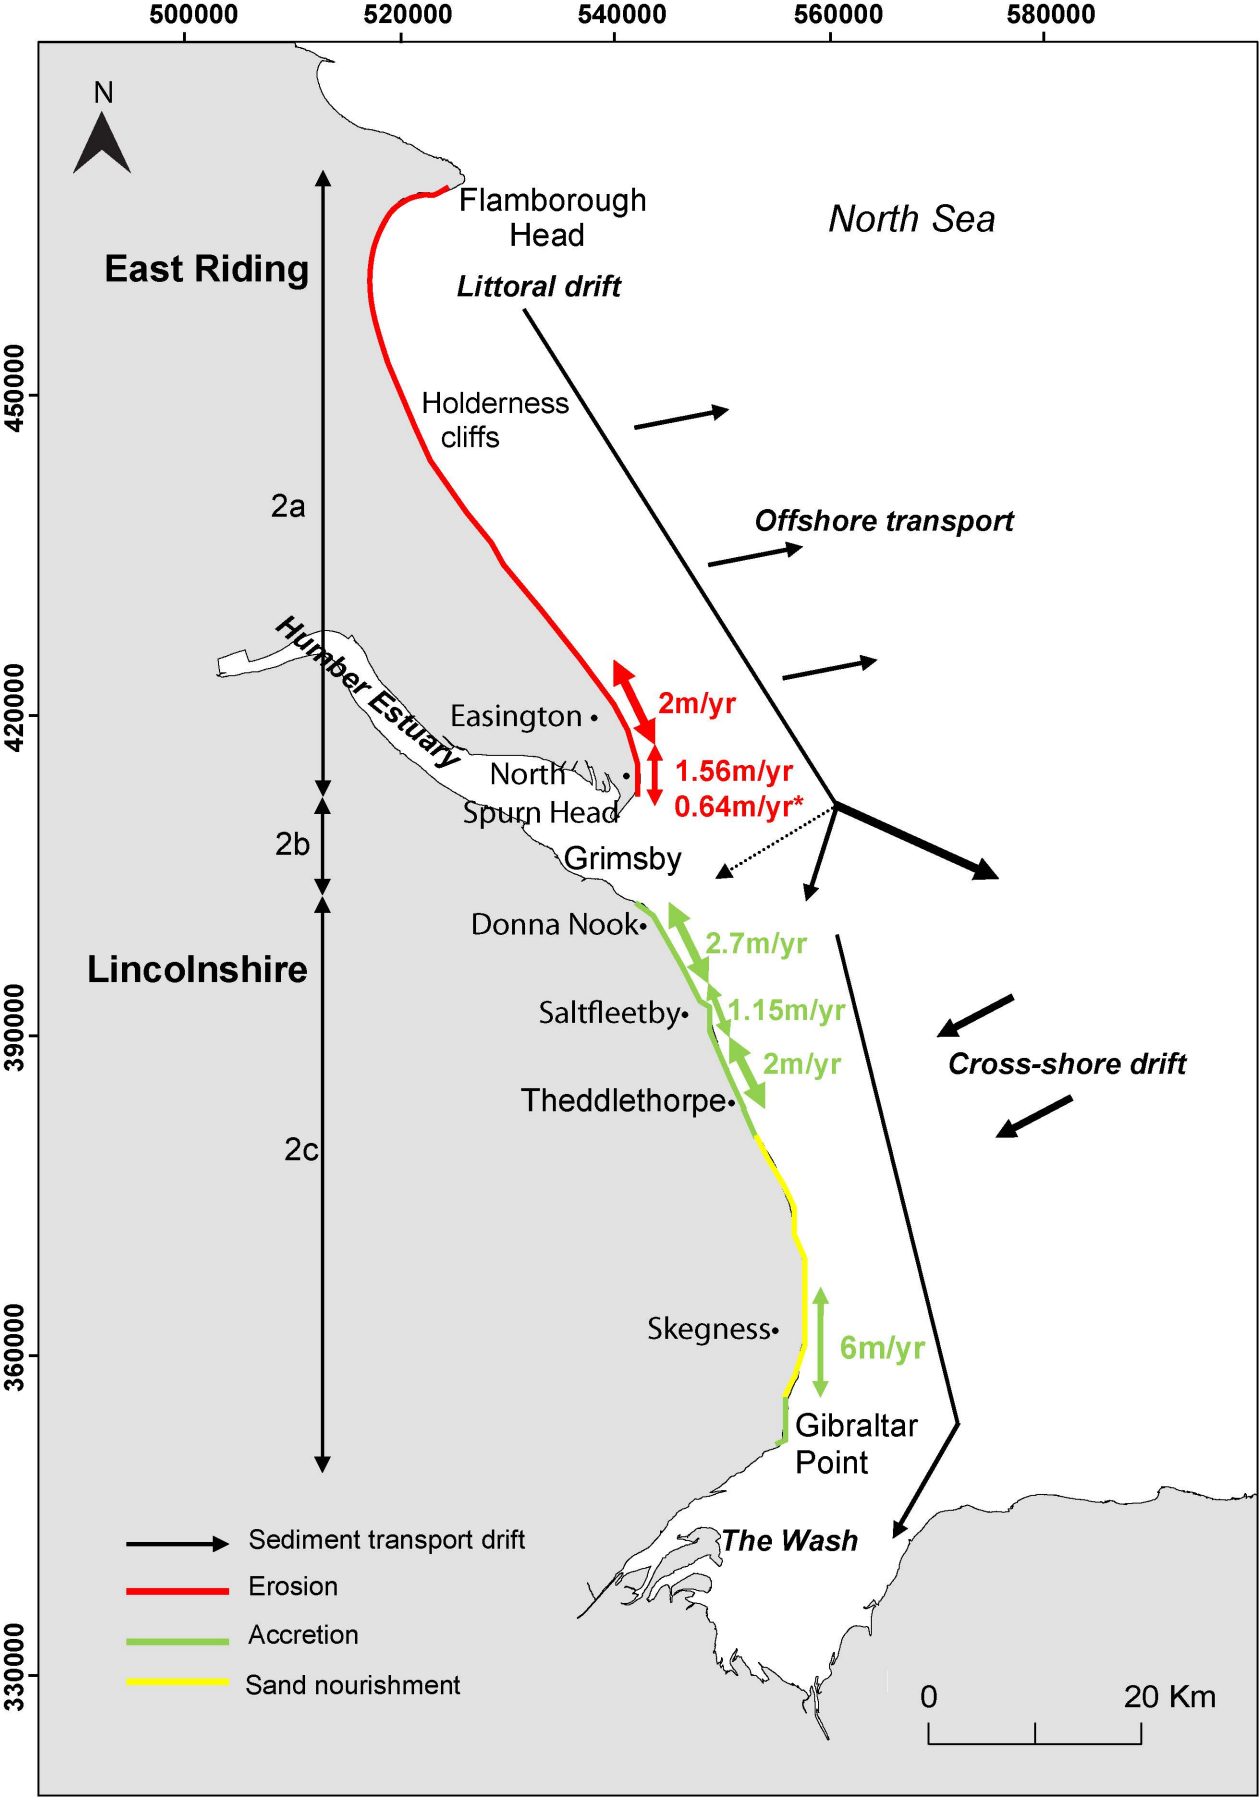 500000 520000 540000 560000 580000
N
Flamborough
Head
North Sea
East Riding
Littoral drift
450000
Holderness
cliffs
2a
Offshore transport
Humber Estuary
420000
Easington
2m/yr
North
1.56m/yr
Spurn Head
0.64m/yr*
2b
Grimsby
Donna Nook
2.7m/yr
Lincolnshire
Saltfleetby
1.15m/yr
390000
2m/yr
Cross-shore drift
Theddlethorpe
2c
360000
Skegness
6m/yr
Gibraltar
Point
The Wash
Sediment transport drift
Erosion
Accretion
Sand nourishment
330000
0 20 Km